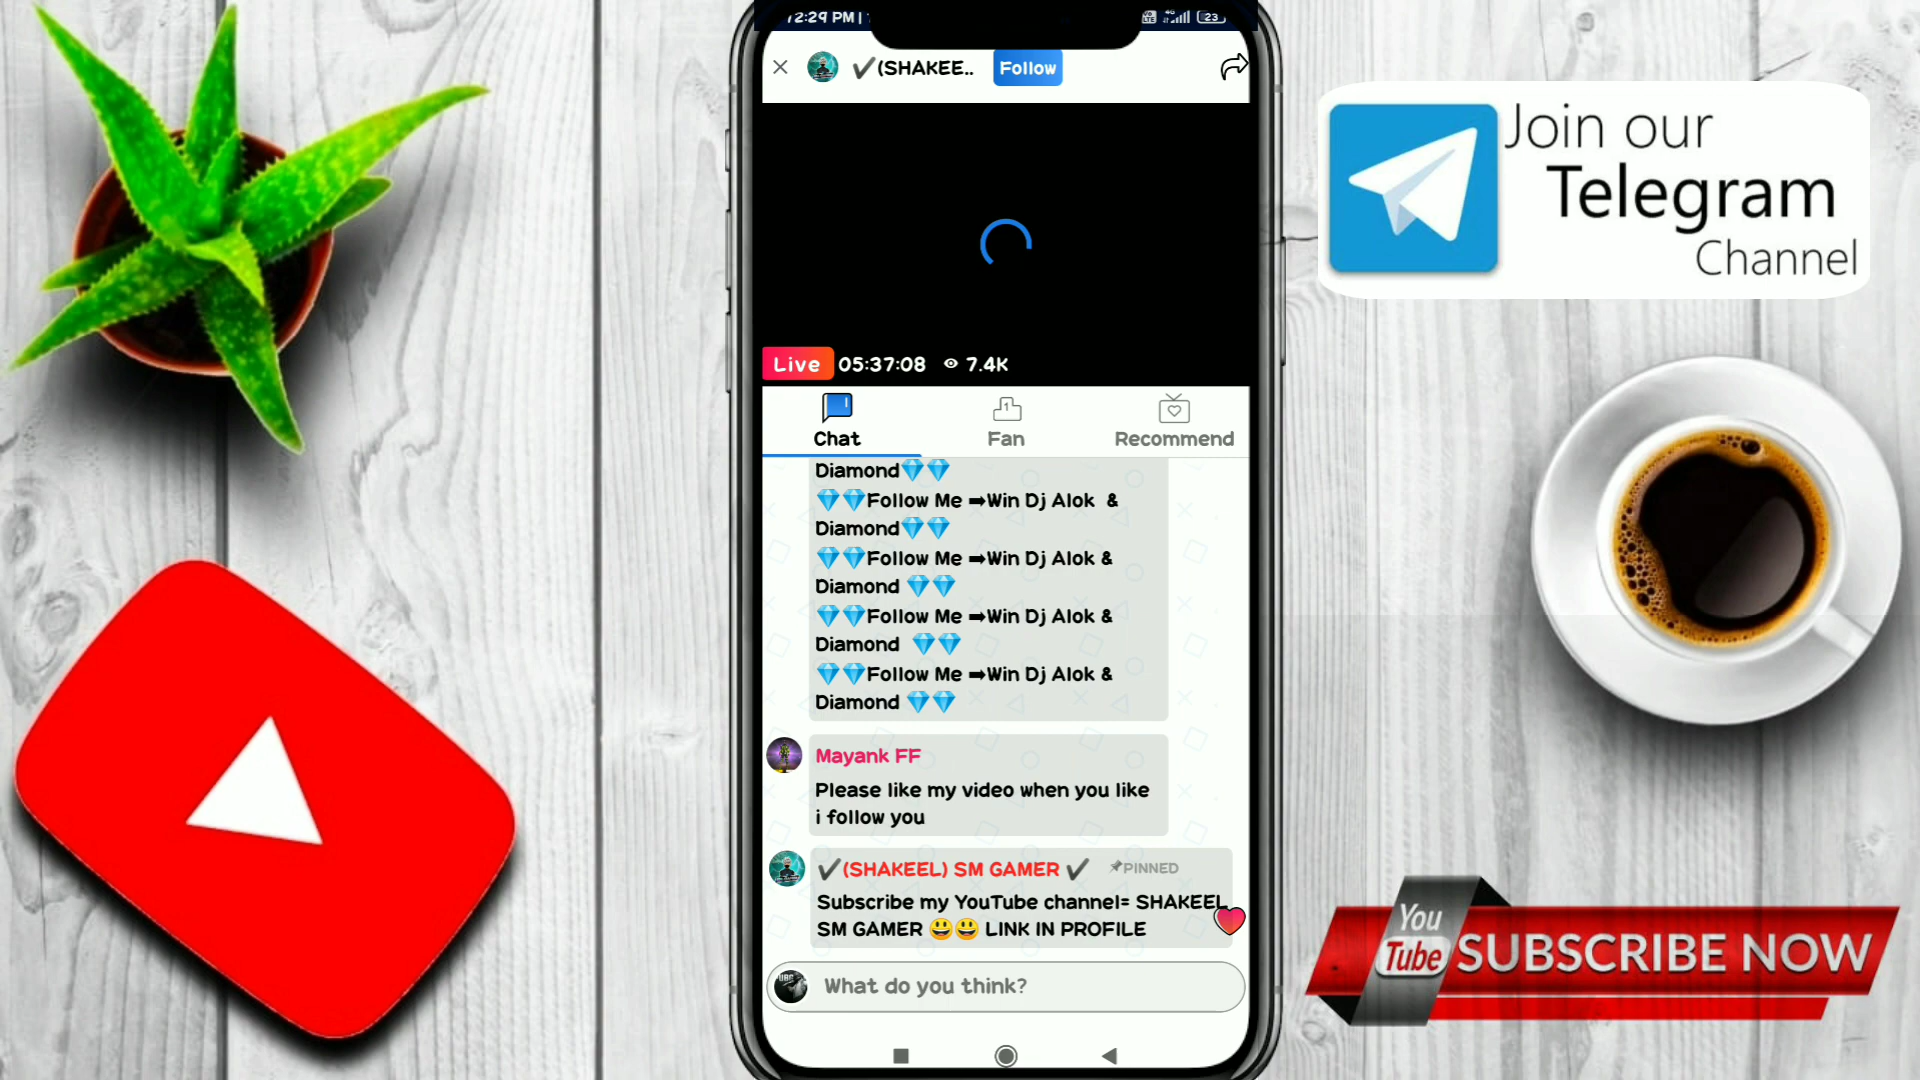 12:29 PM |
23
✔(SHAKEE..
Follow
Live
05:37:08
7.4K
Chat
Fan
Recommend
Diamond💎💎
💎💎Follow Me ➡Win Dj Alok &
Diamond💎💎
💎💎Follow Me ➡Win Dj Alok &
Diamond 💎💎
💎💎Follow Me ➡Win Dj Alok &
Diamond 💎💎
💎💎Follow Me ➡Win Dj Alok &
Diamond 💎💎
Mayank FF
Please like my video when you like
i follow you
✔(SHAKEEL) SM GAMER ✔ 📌PINNED
Subscribe my YouTube channel= SHAKEEL
SM GAMER 😃😃 LINK IN PROFILE
What do you think?
Join our
Telegram
Channel
You
Tube
SUBSCRIBE NOW